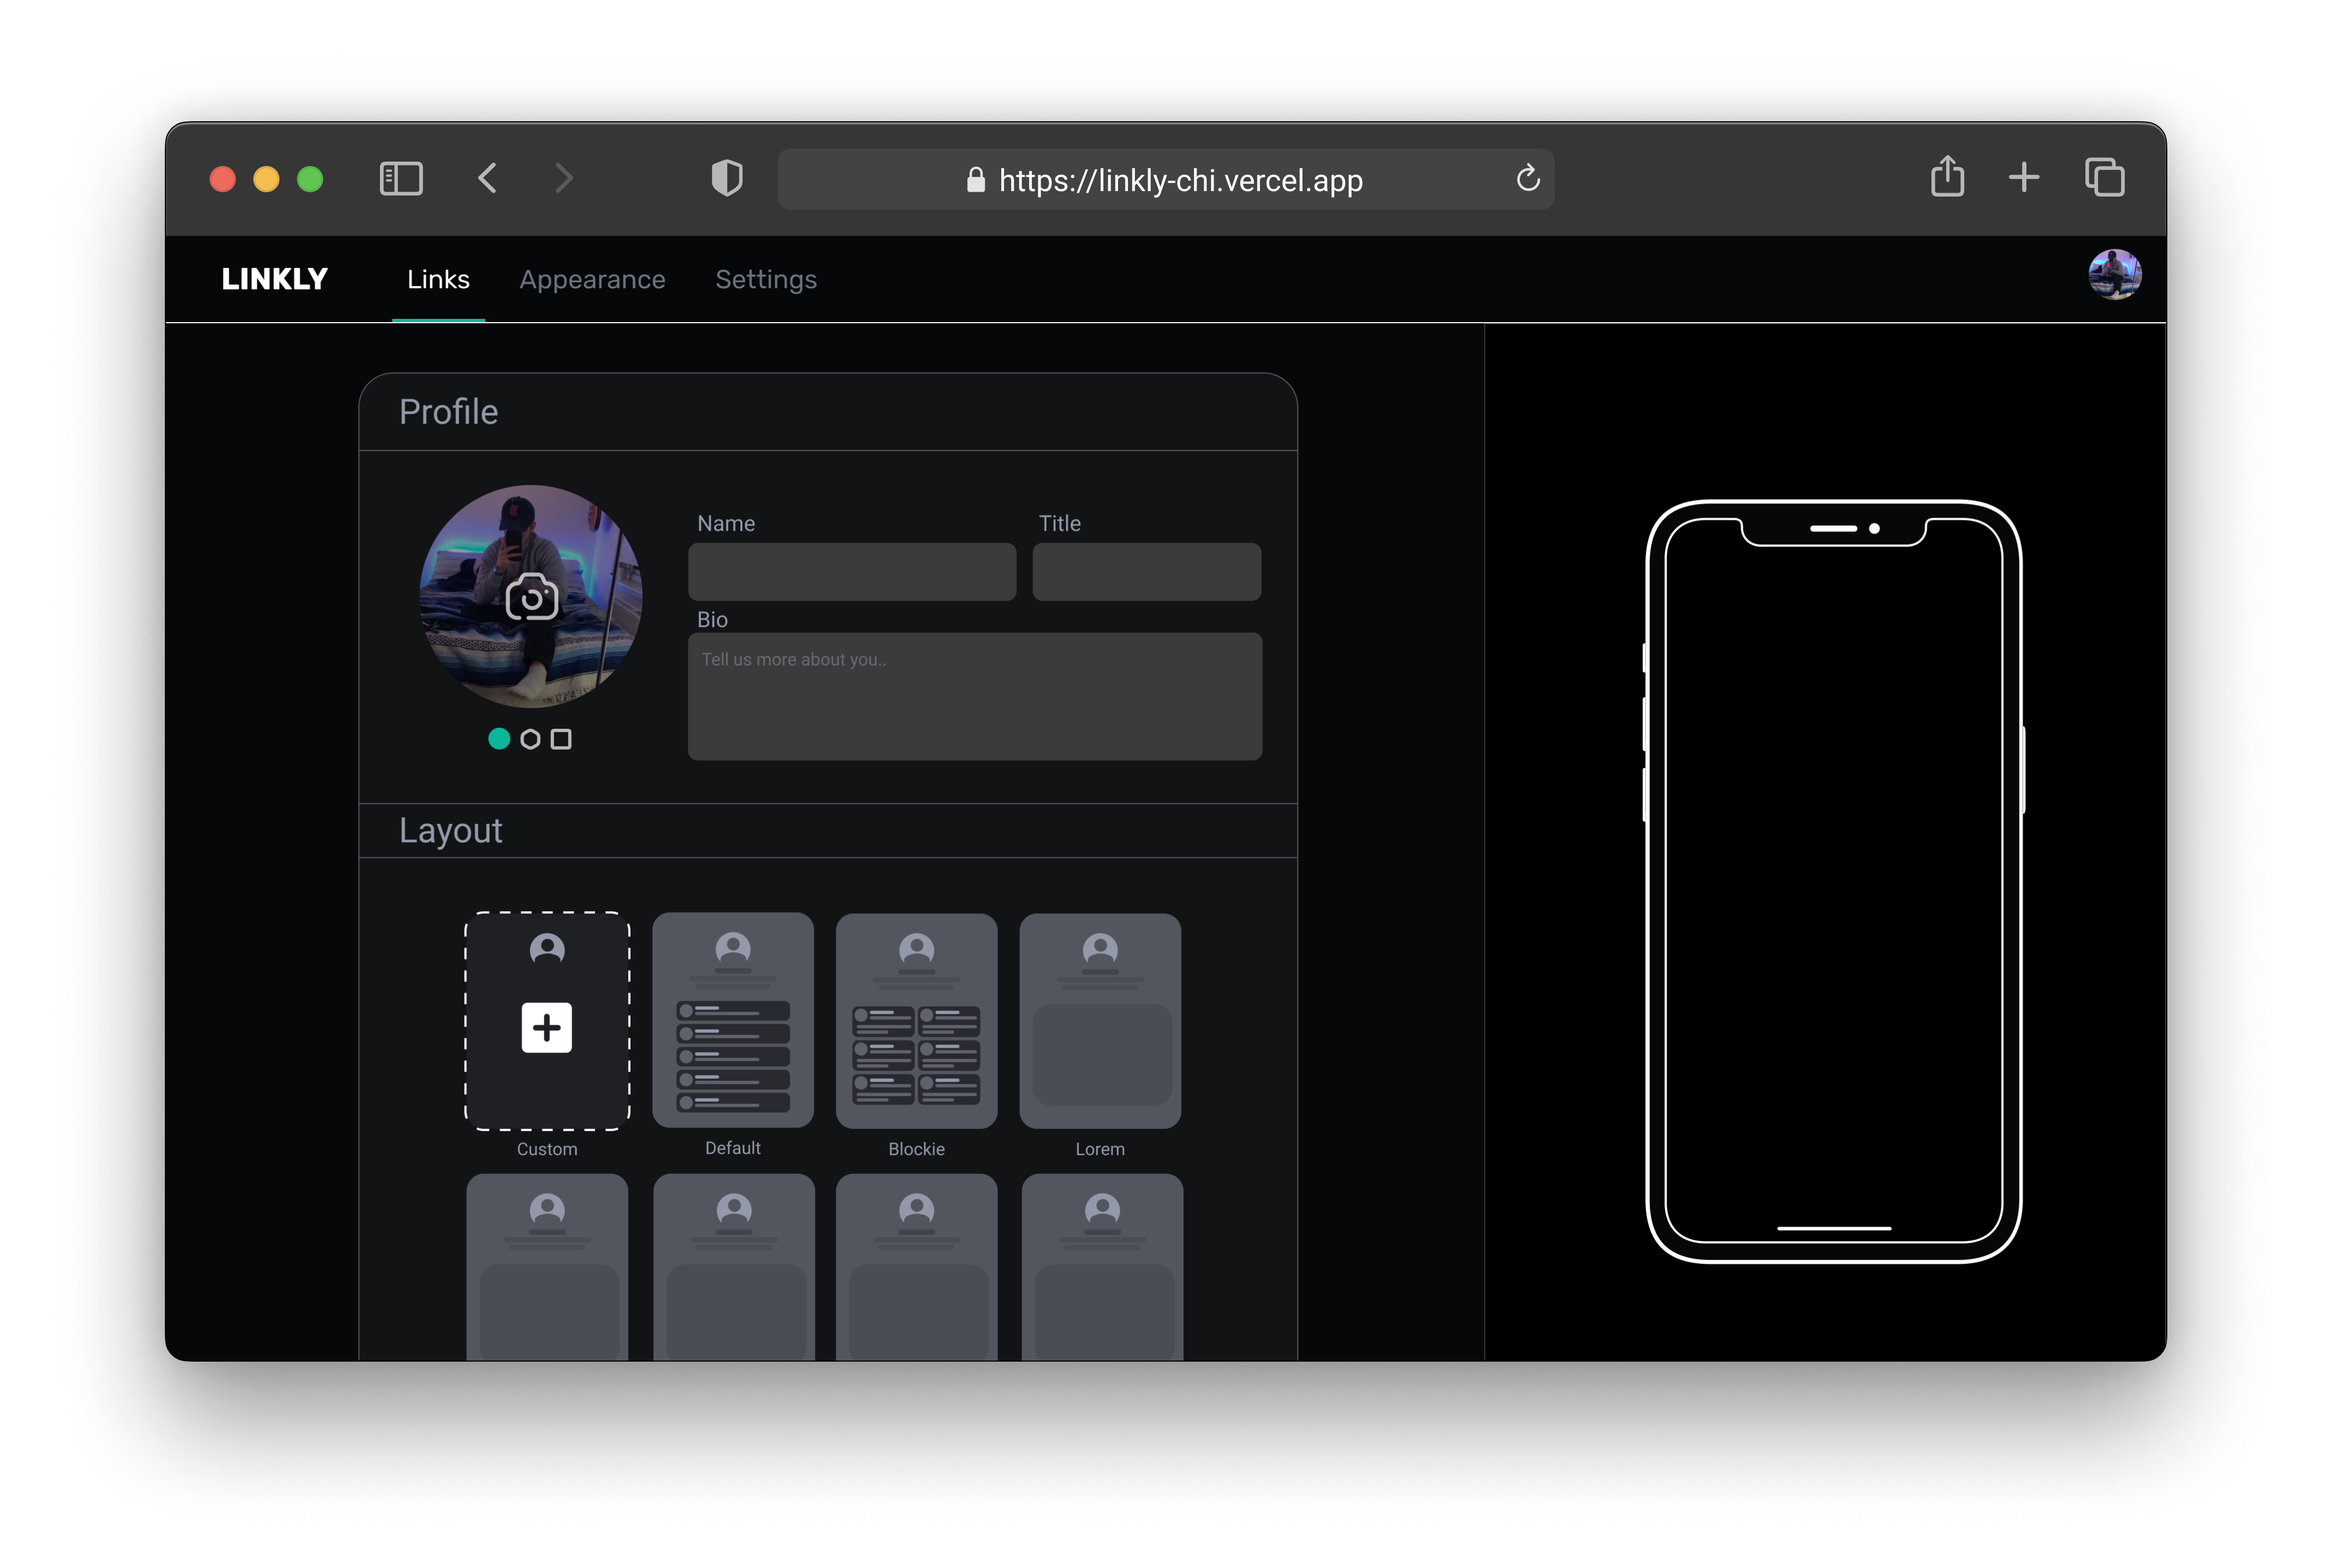 https://linkly-chi.vercel.app
LINKLY Links Appearance Settings
Profile
Name Title
Bio
Tell us more about you..
Layout
Custom Default Blockie Lorem